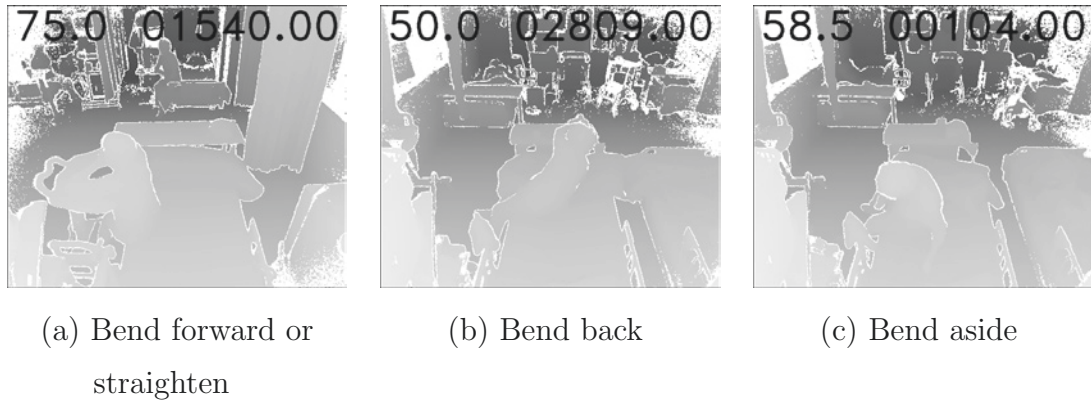 75.0 01540.00
50.0 02809.00
58.5 00104.00
(a) Bend forward or
straighten
(b) Bend back
(c) Bend aside